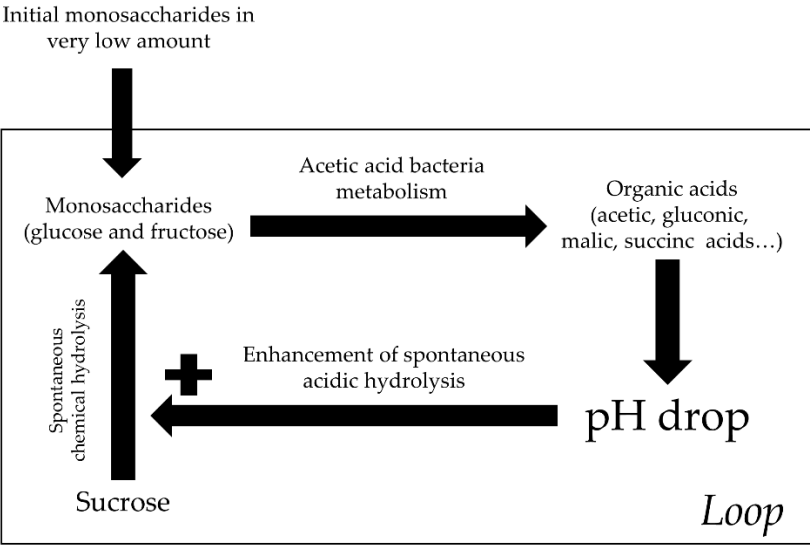 Initial monosaccharides in
very low amount
Acetic acid bacteria
metabolism
Monosaccharides
(glucose and fructose)
Organic acids
(acetic, gluconic,
malic, succinc acids…)
Spontaneous
chemical hydrolysis
Enhancement of spontaneous
acidic hydrolysis
pH drop
Sucrose
Loop